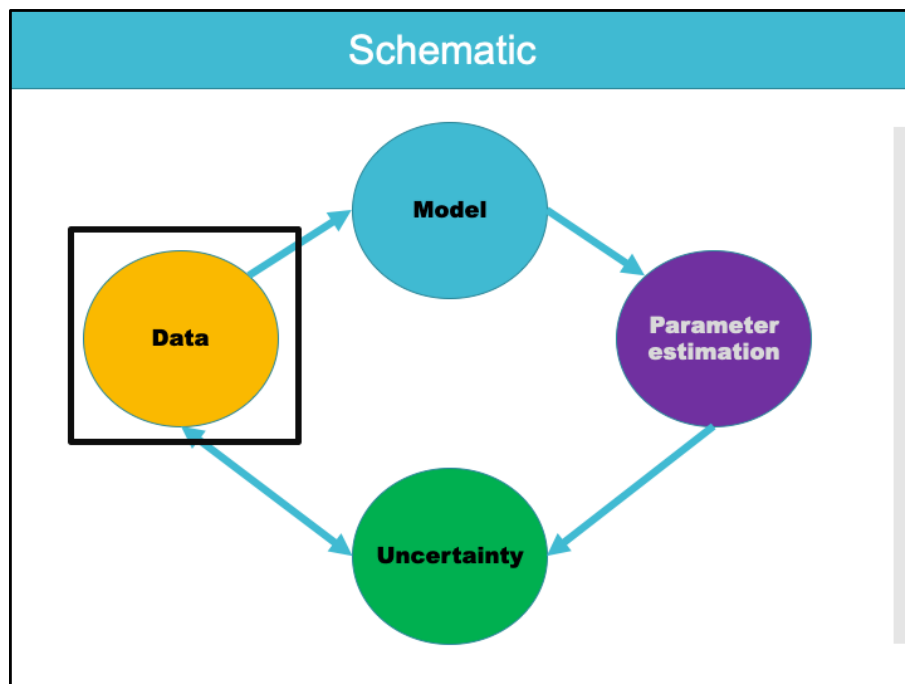 Schematic
Model
Data
Parameter
estimation
Uncertainty